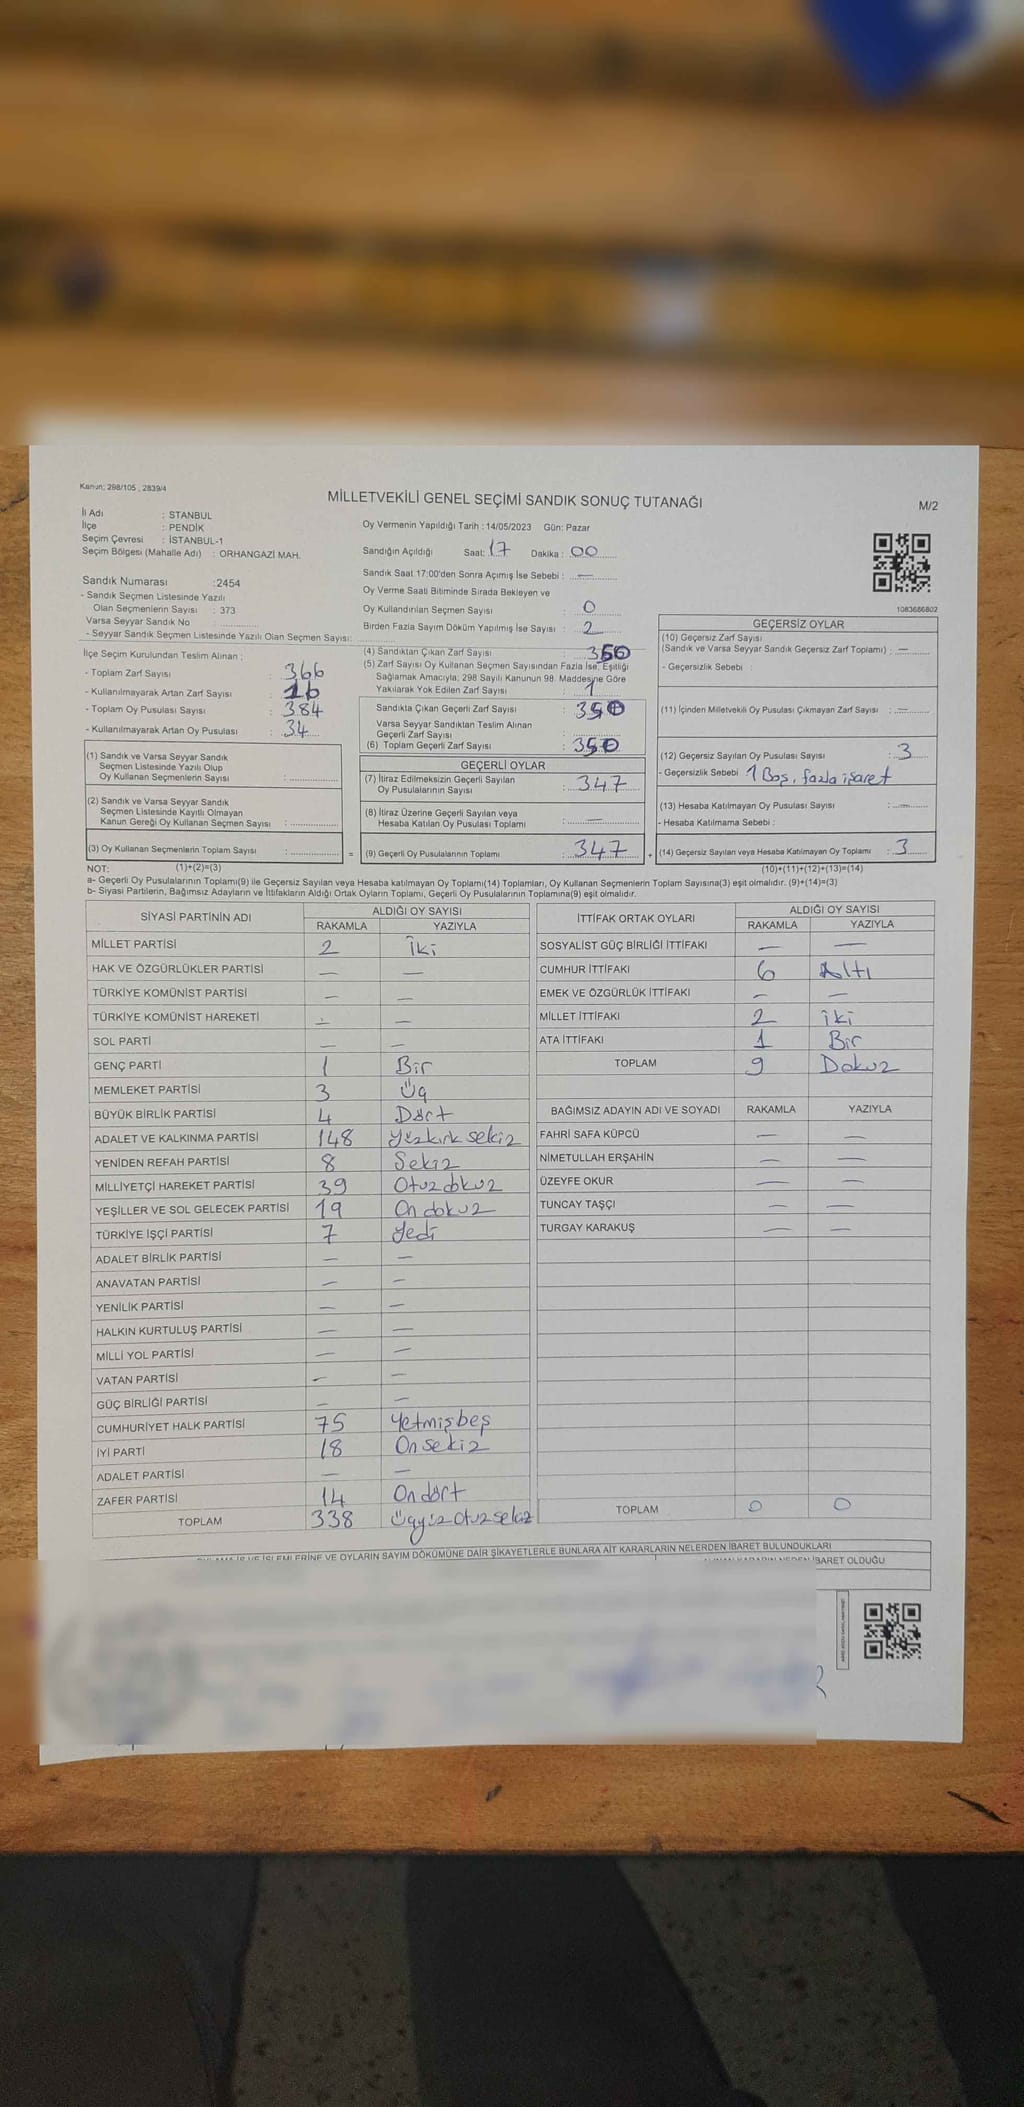 Kanun: 298/105 , 2839/4
MİLLETVEKİLİ GENEL SEÇİMİ SANDIK SONUÇ TUTANAĞI
M/2
İl Adı : STANBUL
İlçe : PENDİK
Seçim Çevresi : İSTANBUL-1
Seçim Bölgesi (Mahalle Adı) : ORHANGAZİ MAH.
Sandık Numarası :2454
- Sandık Seçmen Listesinde Yazılı
Olan Seçmenlerin Sayısı : 373
Varsa Seyyar Sandık No :
- Seyyar Sandık Seçmen Listesinde Yazılı Olan Seçmen Sayısı:
Oy Vermenin Yapıldığı Tarih : 14/05/2023 Gün: Pazar
Sandığın Açıldığı Saat: 17 Dakika : 00
Sandık Saat 17:00'den Sonra Açımış İse Sebebi : —
Oy Verme Saati Bitiminde Sırada Bekleyen ve
Oy Kullandırılan Seçmen Sayısı : 0
Birden Fazla Sayım Döküm Yapılmış İse Sayısı : 2
1083686802
İlçe Seçim Kurulundan Teslim Alınan ;
- Toplam Zarf Sayısı : 366
- Kullanılmayarak Artan Zarf Sayısı : 16
- Toplam Oy Pusulası Sayısı : 384
- Kullanılmayarak Artan Oy Pusulası : 34
(1) Sandık ve Varsa Seyyar Sandık
Seçmen Listesinde Yazılı Olup
Oy Kullanan Seçmenlerin Sayısı :
(2) Sandık ve Varsa Seyyar Sandık
Seçmen Listesinde Kayıtlı Olmayan
Kanun Gereği Oy Kullanan Seçmen Sayısı :
(3) Oy Kullanan Seçmenlerin Toplam Sayısı : =
(4) Sandıktan Çıkan Zarf Sayısı : 350
(5) Zarf Sayısı Oy Kullanan Seçmen Sayısından Fazla İse, Eşitliği
Sağlamak Amacıyla; 298 Sayılı Kanunun 98. Maddesine Göre
Yakılarak Yok Edilen Zarf Sayısı : 1
Sandıkta Çıkan Geçerli Zarf Sayısı : 350
Varsa Seyyar Sandıktan Teslim Alınan
Geçerli Zarf Sayısı :
(6) Toplam Geçerli Zarf Sayısı : 350
GEÇERLİ OYLAR
(7) İtiraz Edilmeksizin Geçerli Sayılan
Oy Pusulalarının Sayısı : 347
(8) İtiraz Üzerine Geçerli Sayılan veya
Hesaba Katılan Oy Pusulası Toplamı : —
(9) Geçerli Oy Pusulalarının Toplamı : 347 +
GEÇERSİZ OYLAR
(10) Geçersiz Zarf Sayısı
(Sandık ve Varsa Seyyar Sandık Geçersiz Zarf Toplamı) : —
- Geçersizlik Sebebi :
(11) İçinden Milletvekili Oy Pusulası Çıkmayan Zarf Sayısı : —
(12) Geçersiz Sayılan Oy Pusulası Sayısı : 3
- Geçersizlik Sebebi 1 Boş, fazla işaret
(13) Hesaba Katılmayan Oy Pusulası Sayısı : —
- Hesaba Katılmama Sebebi :
(14) Geçersiz Sayılan veya Hesaba Katılmayan Oy Toplamı : 3
NOT: (1)+(2)=(3)
(10)+(11)+(12)+(13)=(14)
a- Geçerli Oy Pusulalarının Toplamı(9) ile Geçersiz Sayılan veya Hesaba katılmayan Oy Toplamı(14) Toplamları, Oy Kullanan Seçmenlerin Toplam Sayısına(3) eşit olmalıdır. (9)+(14)=(3)
b- Siyasi Partilerin, Bağımsız Adayların ve İttifakların Aldığı Ortak Oyların Toplamı, Geçerli Oy Pusulalarının Toplamına(9) eşit olmalıdır.
SİYASİ PARTİNİN ADI ALDIĞI OY SAYISI
RAKAMLA YAZIYLA
MİLLET PARTİSİ 2 İki
HAK VE ÖZGÜRLÜKLER PARTİSİ — —
TÜRKİYE KOMÜNİST PARTİSİ — —
TÜRKİYE KOMÜNİST HAREKETİ — —
SOL PARTİ — —
GENÇ PARTİ 1 Bir
MEMLEKET PARTİSİ 3 Üç
BÜYÜK BİRLİK PARTİSİ 4 Dört
ADALET VE KALKINMA PARTİSİ 148 Yüzkırk sekiz
YENİDEN REFAH PARTİSİ 8 Sekiz
MİLLİYETÇİ HAREKET PARTİSİ 39 Otuz dokuz
YEŞİLLER VE SOL GELECEK PARTİSİ 19 On dokuz
TÜRKİYE İŞÇİ PARTİSİ 7 Yedi
ADALET BİRLİK PARTİSİ — —
ANAVATAN PARTİSİ — —
YENİLİK PARTİSİ — —
HALKIN KURTULUŞ PARTİSİ — —
MİLLİ YOL PARTİSİ — —
VATAN PARTİSİ — —
GÜÇ BİRLİĞİ PARTİSİ — —
CUMHURİYET HALK PARTİSİ 75 Yetmişbeş
İYİ PARTİ 18 On sekiz
ADALET PARTİSİ — —
ZAFER PARTİSİ 14 On dört
TOPLAM 338 Üçyüz otuz sekiz
İTTİFAK ORTAK OYLARI ALDIĞI OY SAYISI
RAKAMLA YAZIYLA
SOSYALİST GÜÇ BİRLİĞİ İTTİFAKI — —
CUMHUR İTTİFAKI 6 Altı
EMEK VE ÖZGÜRLÜK İTTİFAKI — —
MİLLET İTTİFAKI 2 İki
ATA İTTİFAKI 1 Bir
TOPLAM 9 Dokuz
BAĞIMSIZ ADAYIN ADI VE SOYADI RAKAMLA YAZIYLA
FAHRİ SAFA KÜPCÜ — —
NİMETULLAH ERŞAHİN — —
ÜZEYFE OKUR — —
TUNCAY TAŞÇI — —
TURGAY KARAKUŞ — —
TOPLAM 0 0
VE OYLARIN SAYIM DÖKÜMÜNE DAİR ŞİKAYETLERLE BUNLARA AİT KARARLARIN NELERDEN İBARET BULUNDUKLARI
İBARET OLDUĞU